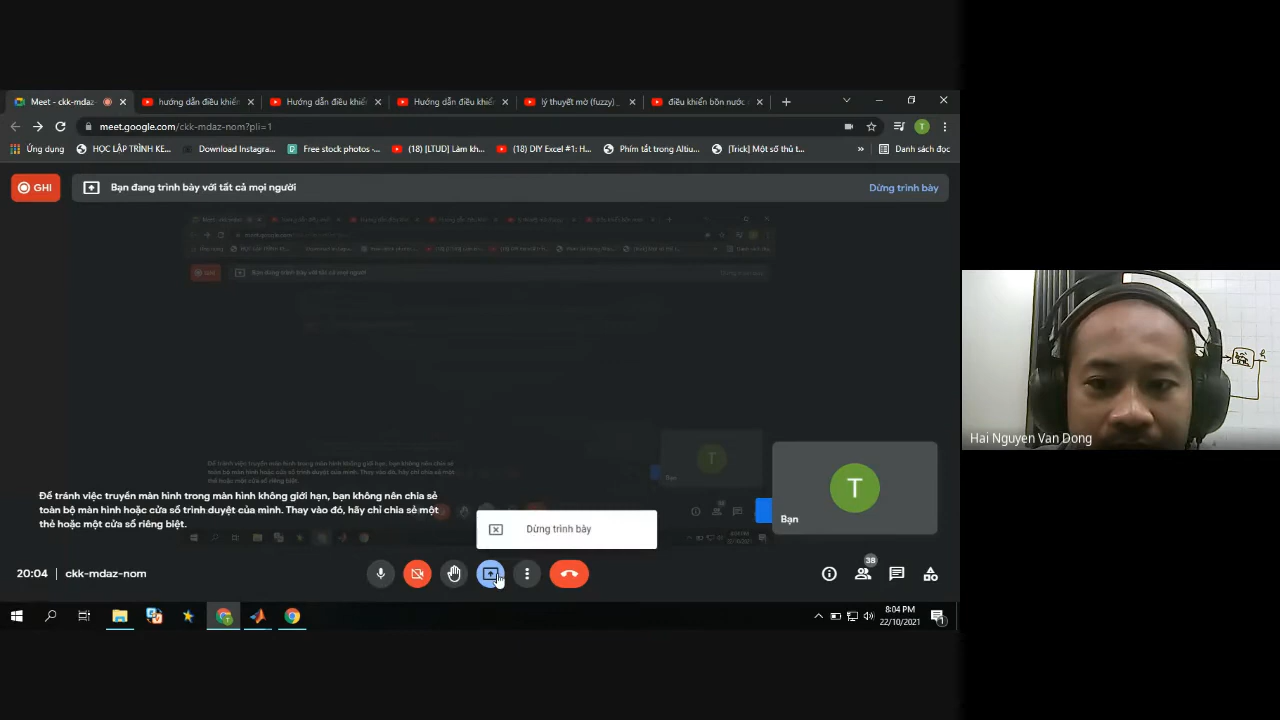 Meet - ckk-mdaz-
hướng dẫn điều khiển
Hướng dẫn điều khiể
Hướng dẫn điều khiển
lý thuyết mờ (fuzzy)_
điều khiển bồn nước
meet.google.com/ckk-mdaz-nom?pli=1
T
Ứng dụng
HỌC LẬP TRÌNH KE...
Download Instagra...
Free stock photos -...
(18) [LTUD] Làm kh...
(18) DIY Excel #1: H...
Phím tắt trong Altiu...
[Trick] Một số thủ t...
»
Danh sách đọc
GHI
Bạn đang trình bày với tất cả mọi người
Dừng trình bày
Để tránh việc truyền màn hình trong màn hình không giới hạn, bạn không nên chia sẻ
toàn bộ màn hình hoặc cửa sổ trình duyệt của mình. Thay vào đó, hãy chỉ chia sẻ một
thẻ hoặc một cửa sổ riêng biệt.
Dừng trình bày
T
Bạn
Hai Nguyen Van Dong
20:04
ckk-mdaz-nom
38
8:04 PM
22/10/2021
1